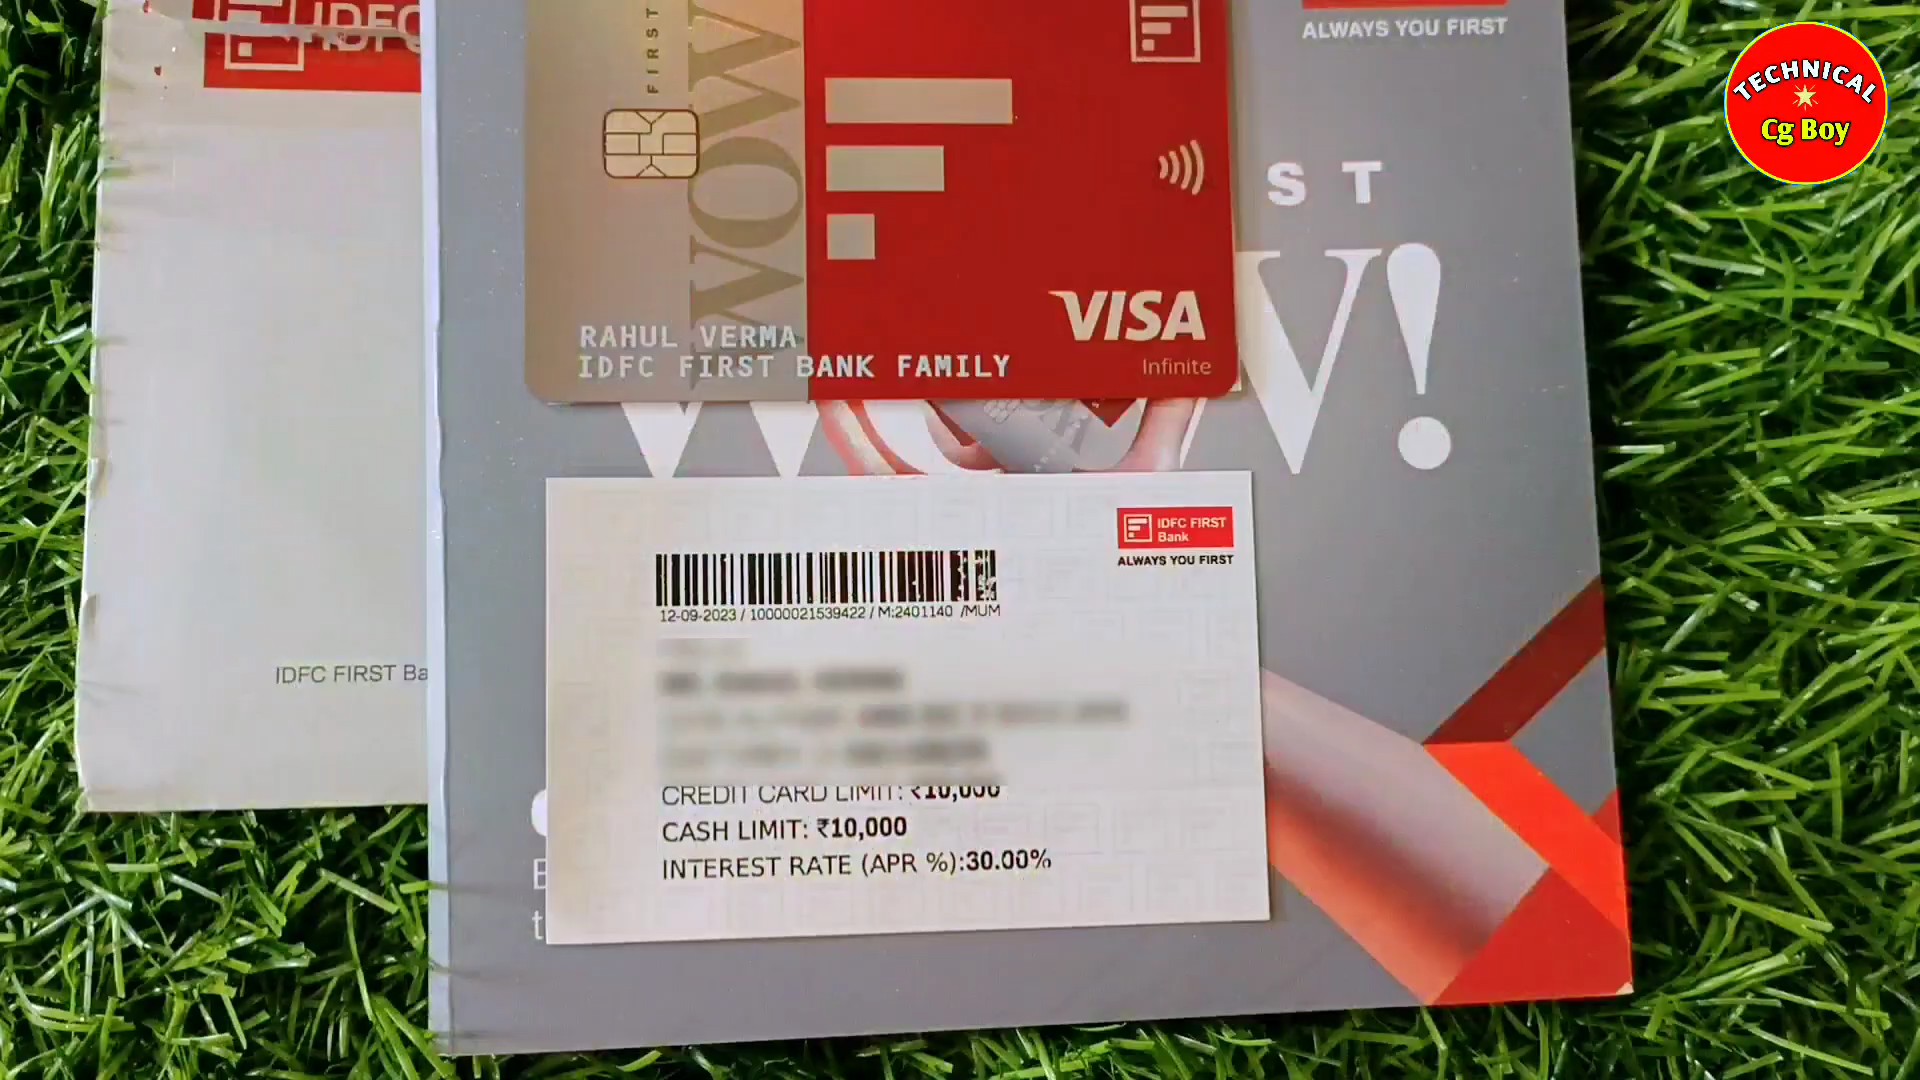 IDFC
ALWAYS YOU FIRST
TECHNICAL
Cg Boy
FIRST
WOW
ST
RAHUL VERMA
IDFC FIRST BANK FAMILY
VISA
Infinite
WOW!
IDFC FIRST
Bank
ALWAYS YOU FIRST
12-09-2023 / 10000021539422 / M:2401140 /MUM
IDFC FIRST Ba
CREDIT CARD LIMIT: ₹10,000
CASH LIMIT: ₹10,000
INTEREST RATE (APR %):30.00%